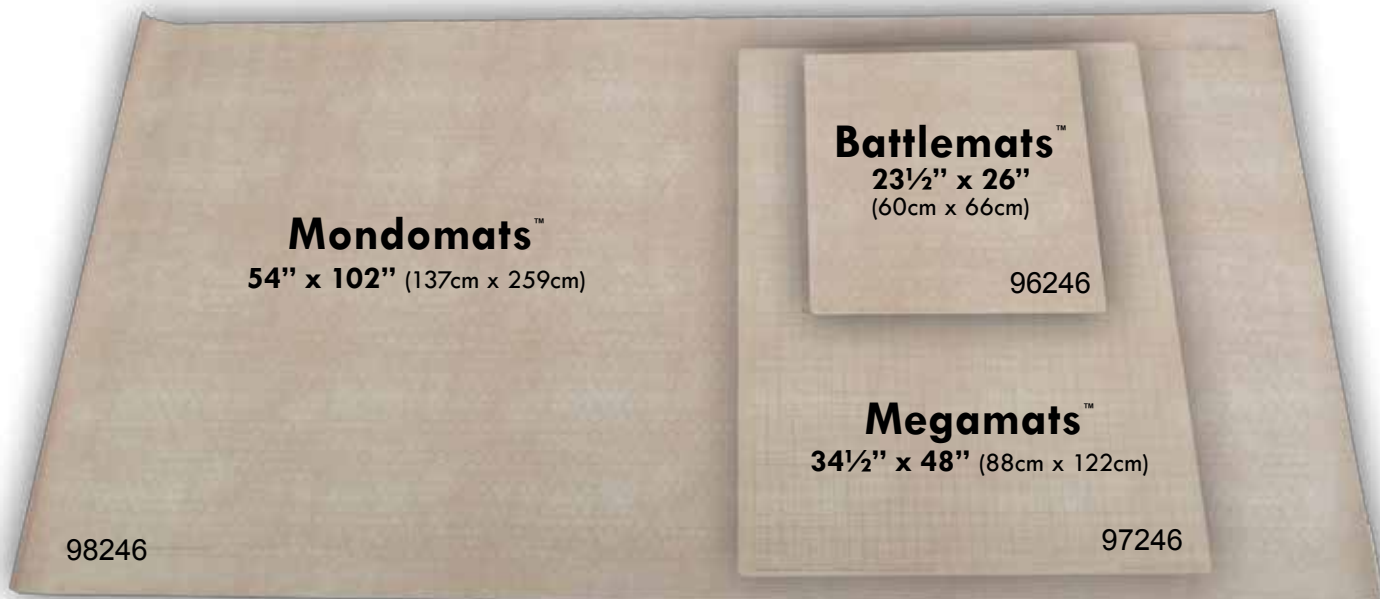 Mondomats™
54” x 102” (137cm x 259cm)
98246
Battlemats™
23½” x 26”
(60cm x 66cm)
96246
Megamats™
34½” x 48” (88cm x 122cm)
97246